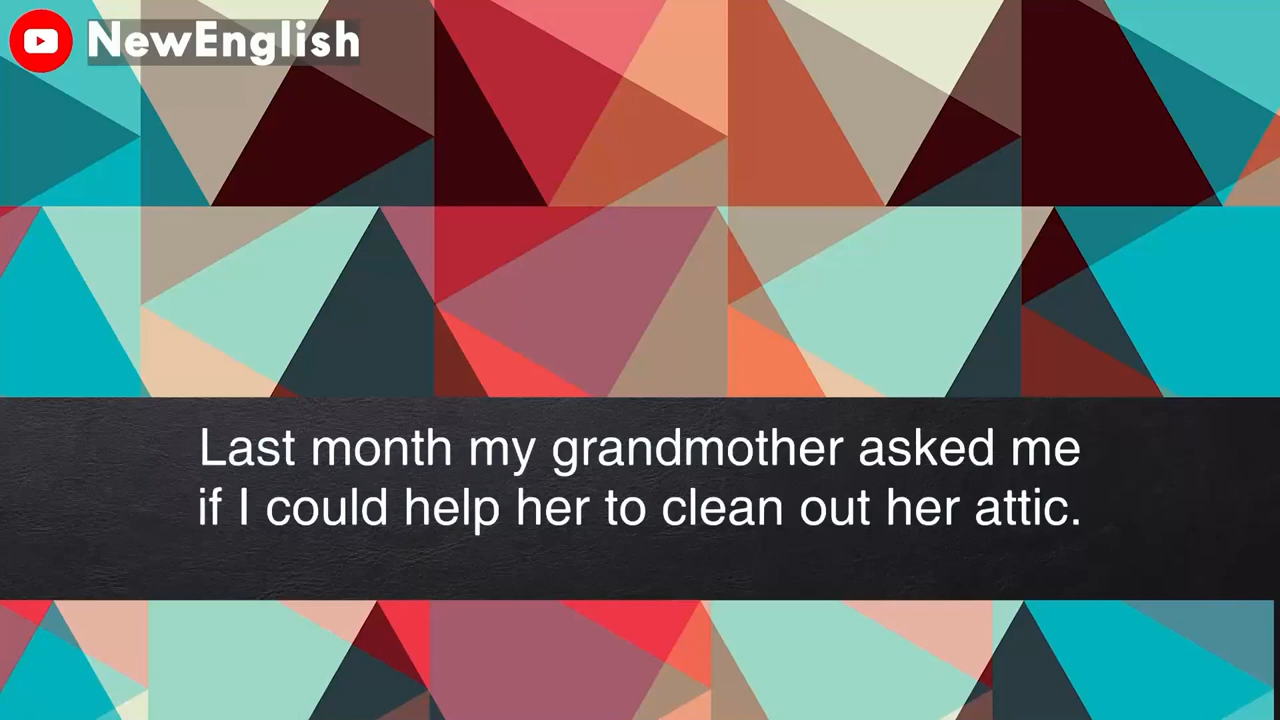 NewEnglish
Last month my grandmother asked me
if I could help her to clean out her attic.